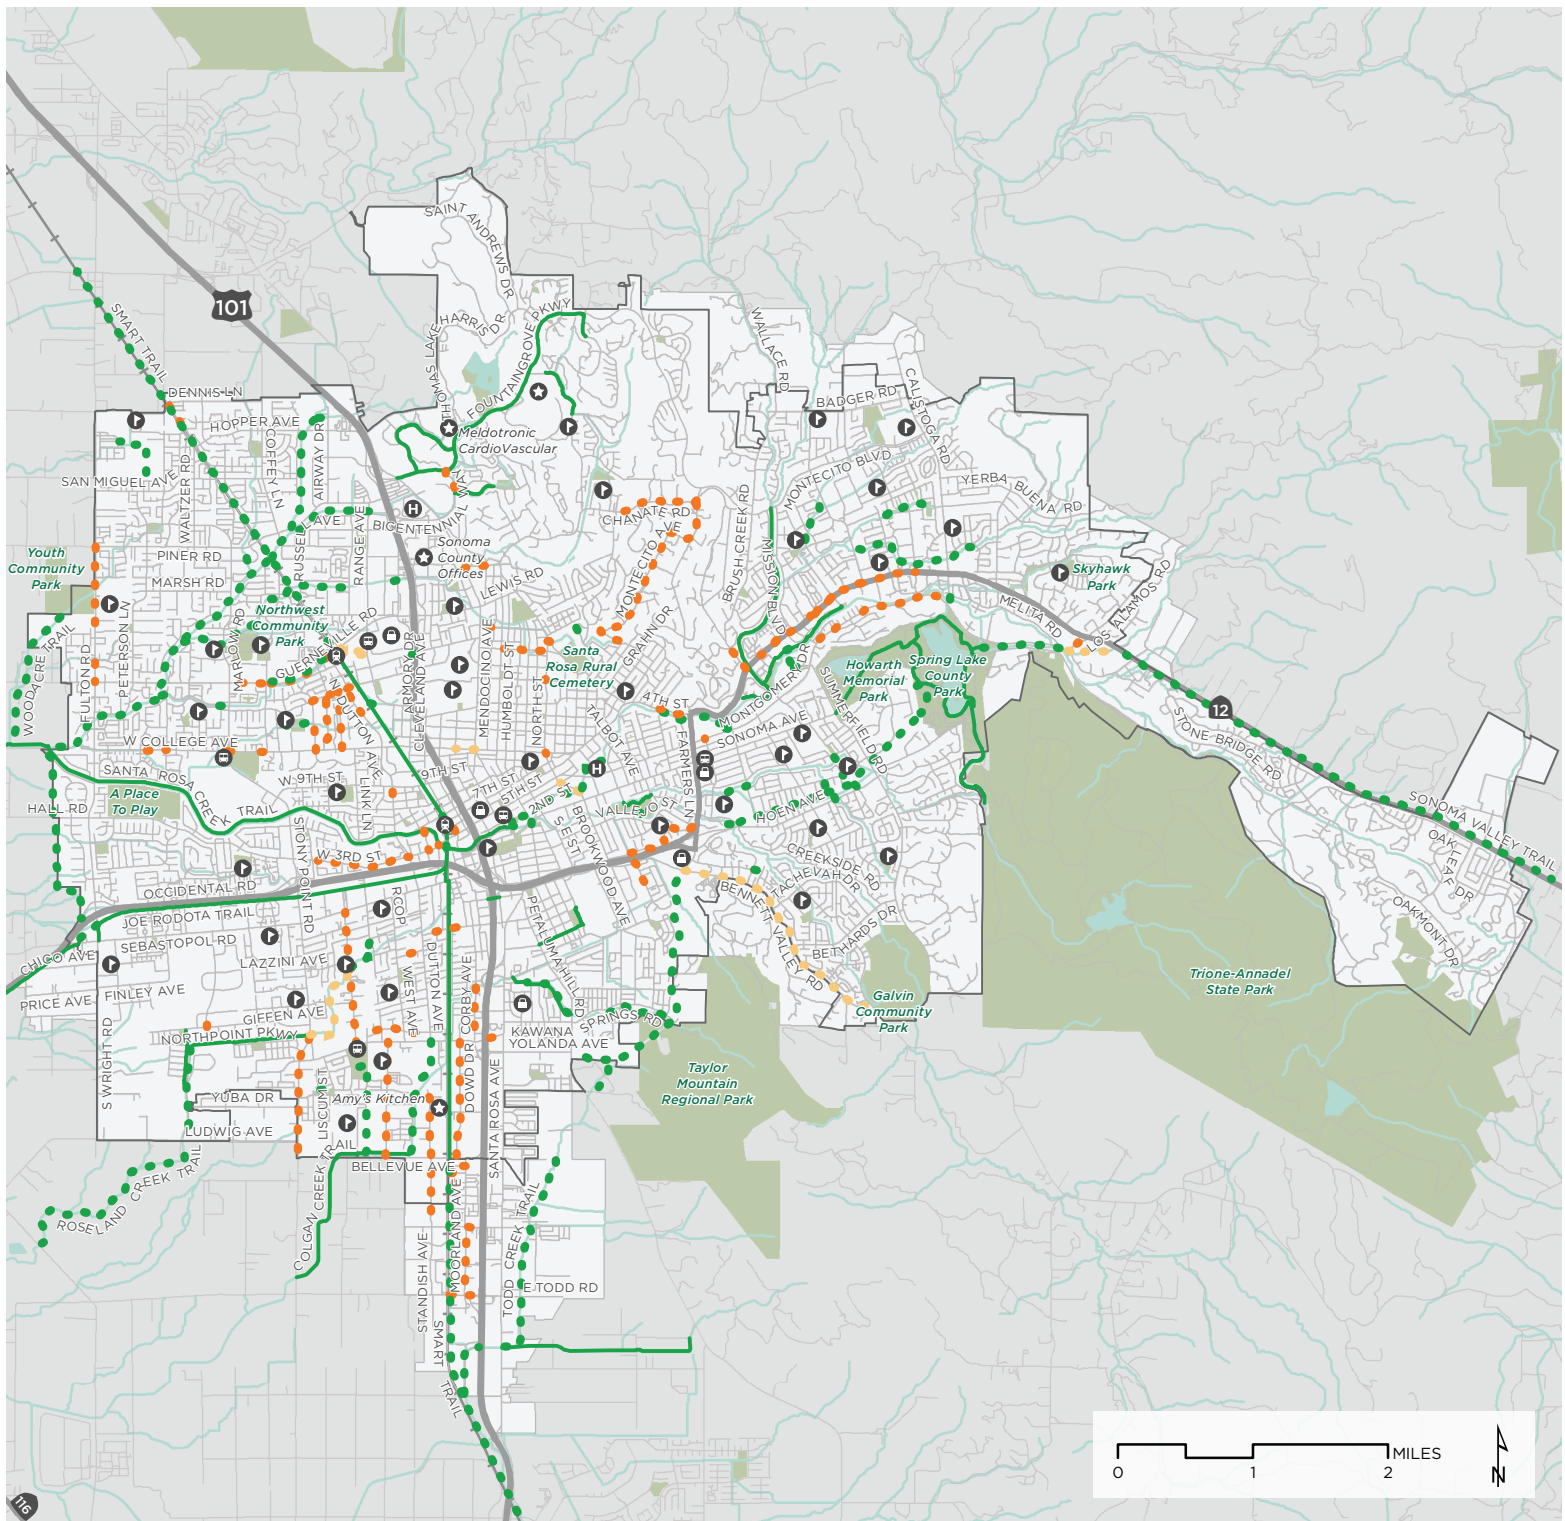 SAINT ANDREWS DR
101
SMART TRAIL
THOMAS LAKE
HARRIS DR
FOUNTAINGROVE PKWY
WALLACE RD
DENNIS LN
HOPPER AVE
COFFEY LN
AIRWAY DR
BADGER RD
CALISTOGA RD
Meldotronic
CardioVascular
MONTECITO BLVD
SAN MIGUEL AVE
WALTZER RD
YERBA BUENA RD
BRUSH CREEK RD
CHANATE RD
MONTECITO AVE
RUSSELL AVE
RANGE AVE
H
BICENTENNIAL WAY
Sonoma
County
Offices
MISSION BLVD
Youth
Community
Park
PINER RD
MARSH RD
LEWIS RD
Skyhawk
Park
LOS ALAMOS RD
MELITA RD
PETERSON LN
Northwest
Community
Park
GUERNEVILLE RD
MARLOW RD
WOODACRE TRAIL
FULTON RD
ARMORY DR
CLEVELAND AVE
MENDOCINO AVE
HUMBOLDT ST
NORTH ST
GRAHN DR
Santa
Rosa Rural
Cemetery
Howarth
Memorial
Park
Spring Lake
County
Park
N DUTTON AVE
4TH ST
MONTGOMERY DR
SUMMERFIELD RD
SONOMA AVE
TALBOT AVE
FARMERS LN
12
STONE BRIDGE RD
W COLLEGE AVE
SANTA ROSA CREEK TRAIL
A Place
To Play
W 9TH ST
LINK LN
9TH ST
7TH ST
5TH ST
2ND ST
S E ST
H
BROOKWOOD AVE
VALLEJO ST
HOEN AVE
HALL RD
STONY POINT RD
W 3RD ST
SONOMA VALLEY TRAIL
OAK LEAF DR
CREEKSIDE RD
TACHEVAH DR
BENNETT VALLEY RD
BETHARDS DR
OCCIDENTAL RD
JOE RODOTA TRAIL
SEBASTOPOL RD
LAZZINI AVE
PETALUMA HILL RD
OAKMONT DR
CHICO AVE
PRICE AVE
FINLEY AVE
GIFFEN AVE
NORTHPOINT PKWY
WEST AVE
DUTTON AVE
CORBY AVE
DOWD DR
KAWANA
SPRINGS RD
YOLANDA AVE
Galvin
Community
Park
Trione-Annadel
State Park
S WRIGHT RD
YUBA DR
LUDWIG AVE
LISCUM ST
Amy's Kitchen
SANTA ROSA AVE
Taylor
Mountain
Regional Park
BELLEVUE AVE
ROSELAND CREEK TRAIL
COLGAN CREEK TRAIL
STANDISH AVE
MOORLAND AVE
TODD CREEK TRAIL
E TODD RD
SMART TRAIL
116
0 1 2 MILES
N